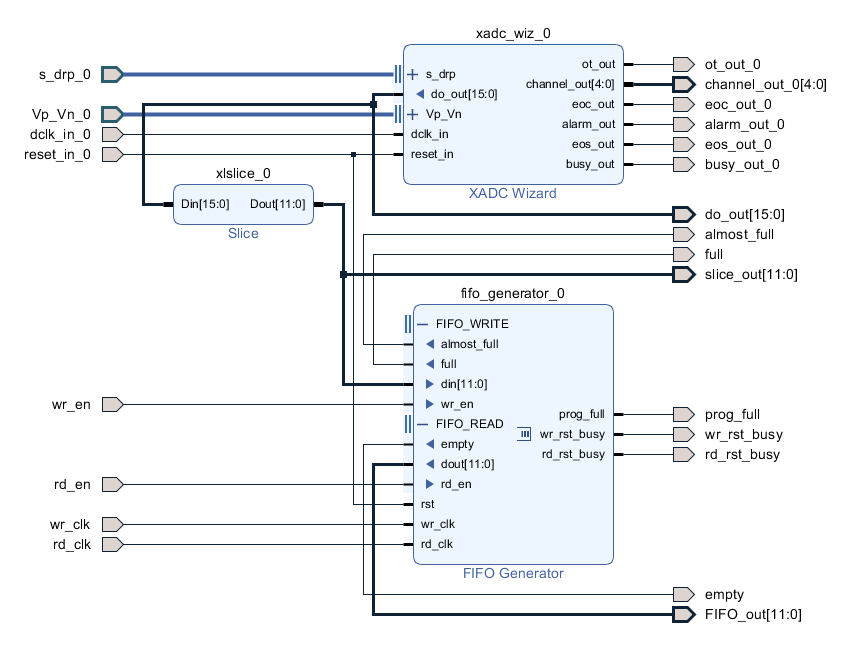 xadc_wiz_0
s_drp_0
Vp_Vn_0
dclk_in_0
reset_in_0
s_drp
do_out[15:0]
Vp_Vn
dclk_in
reset_in
ot_out
channel_out[4:0]
eoc_out
alarm_out
eos_out
busy_out
XADC Wizard
ot_out_0
channel_out_0[4:0]
eoc_out_0
alarm_out_0
eos_out_0
busy_out_0
xlslice_0
Din[15:0] Dout[11:0]
Slice
do_out[15:0]
almost_full
full
slice_out[11:0]
fifo_generator_0
FIFO_WRITE
almost_full
full
din[11:0]
wr_en
FIFO_READ
empty
dout[11:0]
rd_en
rst
wr_clk
rd_clk
prog_full
wr_rst_busy
rd_rst_busy
FIFO Generator
wr_en
rd_en
wr_clk
rd_clk
prog_full
wr_rst_busy
rd_rst_busy
empty
FIFO_out[11:0]